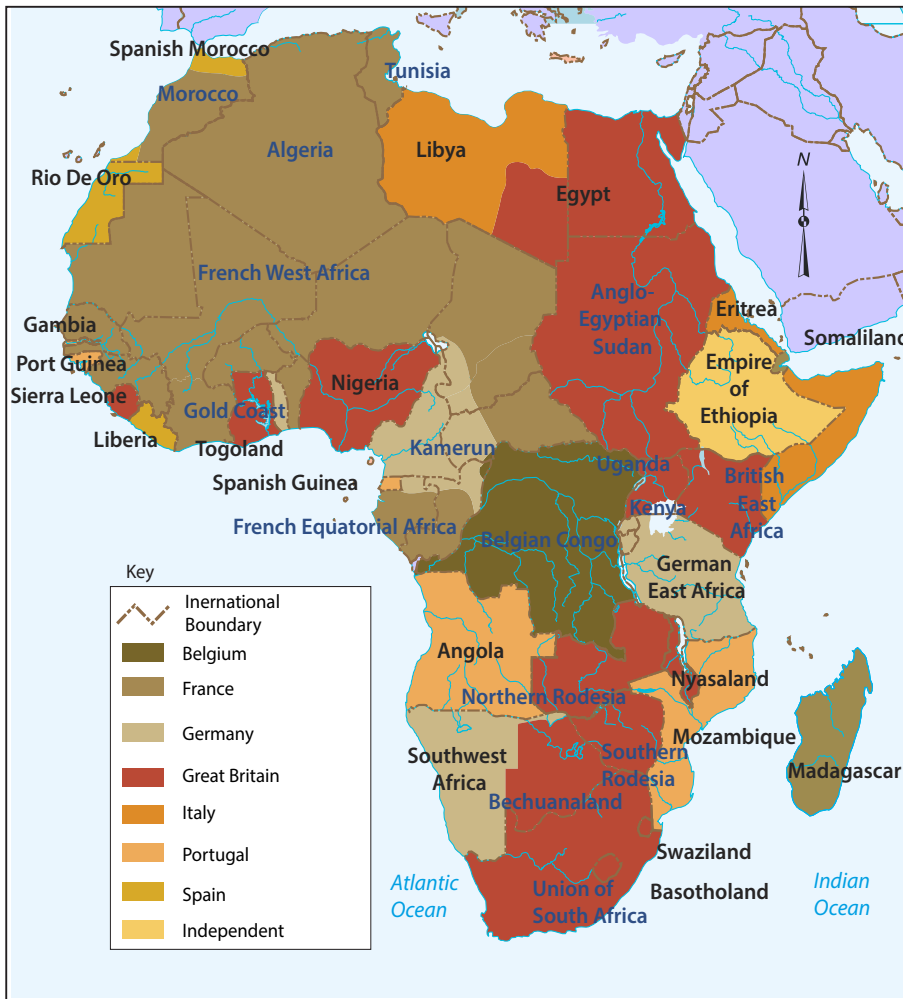 Spanish Morocco
Tunisia
Morocco
Algeria
Libya
Egypt
Rio De Oro
N
French West Africa
Anglo-
Egyptian
Sudan
Eritrea
Somaliland
Gambia
Port Guinea
Sierra Leone
Liberia
Gold Coast
Togoland
Nigeria
Empire
of
Ethiopia
Kamerun
Spanish Guinea
Uganda
Kenya
British
East
Africa
French Equatorial Africa
Belgian Congo
German
East Africa
Angola
Nyasaland
Northern Rodesia
Mozambique
Southwest
Africa
Southern
Rodesia
Bechuanaland
Madagascar
Swaziland
Basotholand
Union of
South Africa
Atlantic
Ocean
Indian
Ocean
Key
Inernational
Boundary
Belgium
France
Germany
Great Britain
Italy
Portugal
Spain
Independent